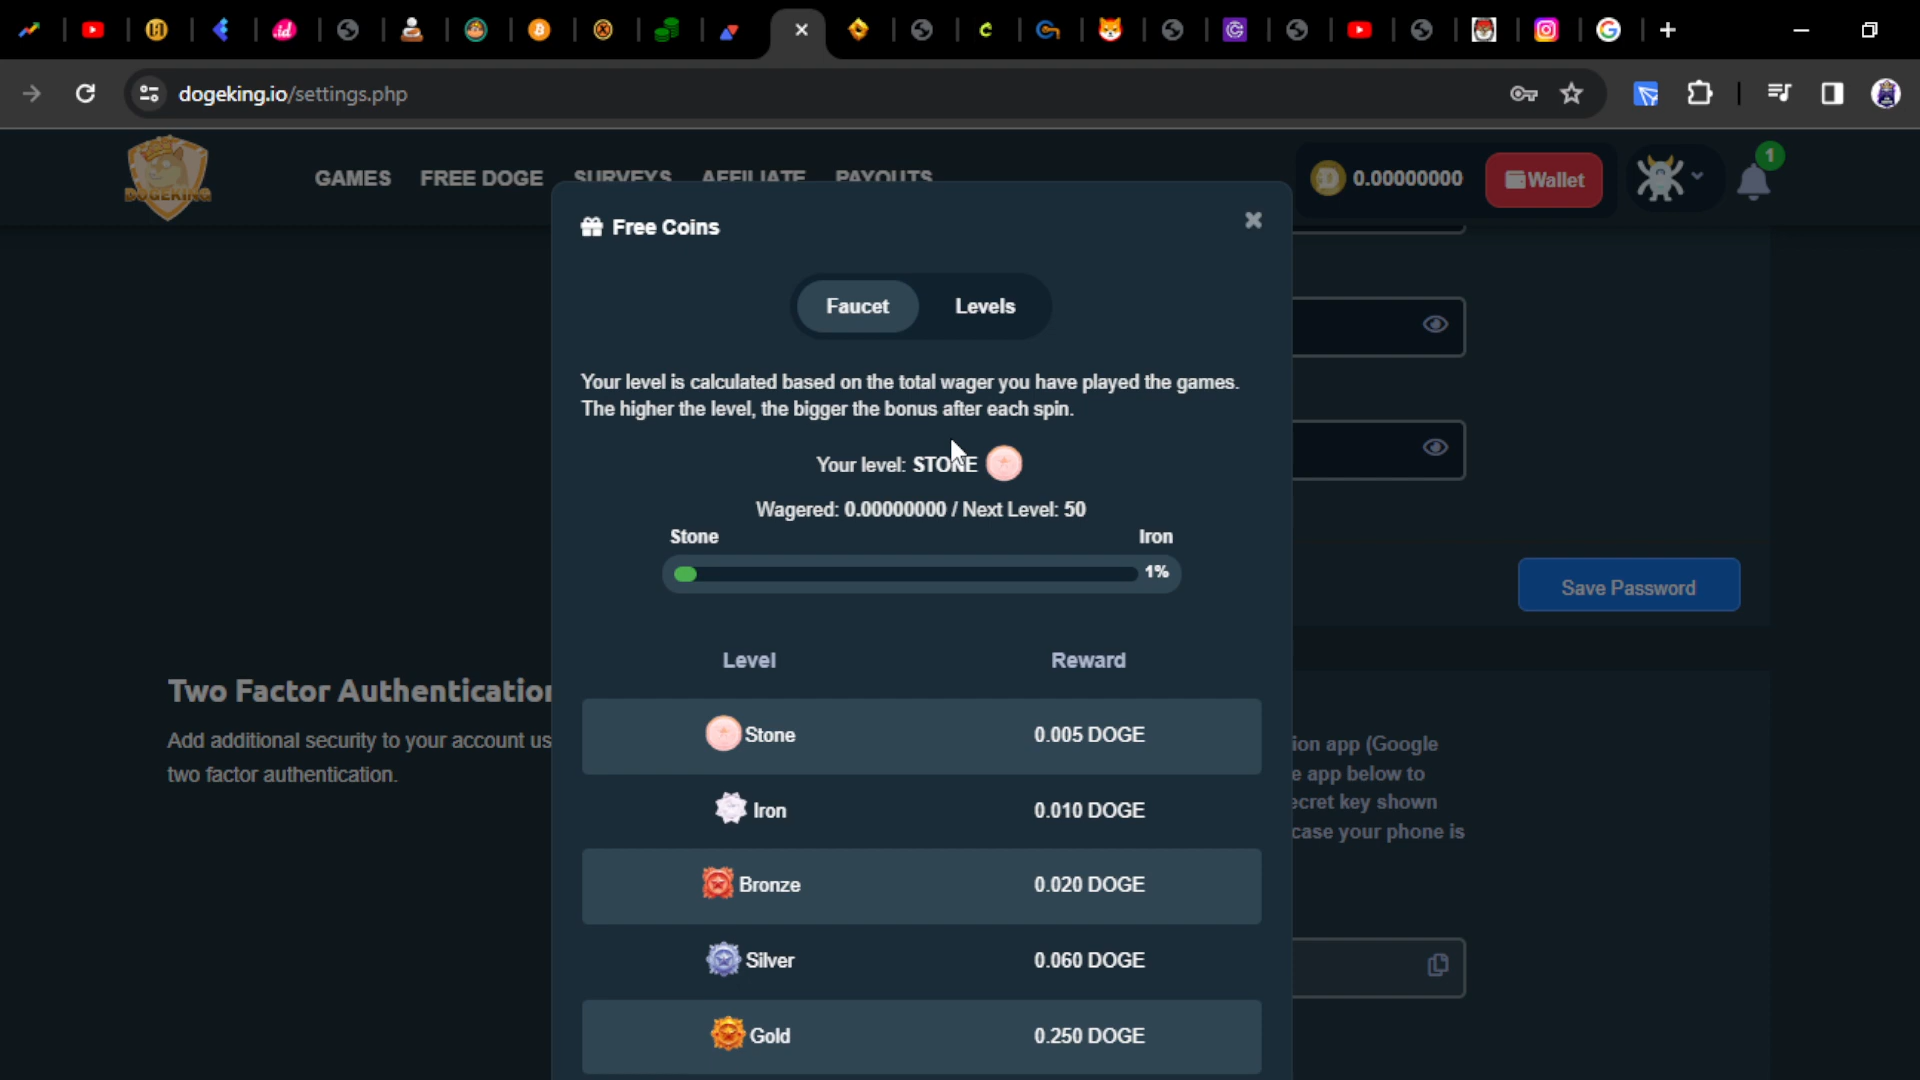 dogeking.io/settings.php
DOGEKING
GAMES FREE DOGE SURVEYS AFFILIATE PAYOUTS
0.00000000
Wallet
1
Free Coins
Faucet Levels
Your level is calculated based on the total wager you have played the games.
The higher the level, the bigger the bonus after each spin.
Your level: STONE
Wagered: 0.00000000 / Next Level: 50
Stone Iron
1%
Save Password
Level Reward
Stone 0.005 DOGE
Iron 0.010 DOGE
Bronze 0.020 DOGE
Silver 0.060 DOGE
Gold 0.250 DOGE
Two Factor Authentication
Add additional security to your account us
two factor authentication.
ion app (Google
e app below to
ecret key shown
case your phone is